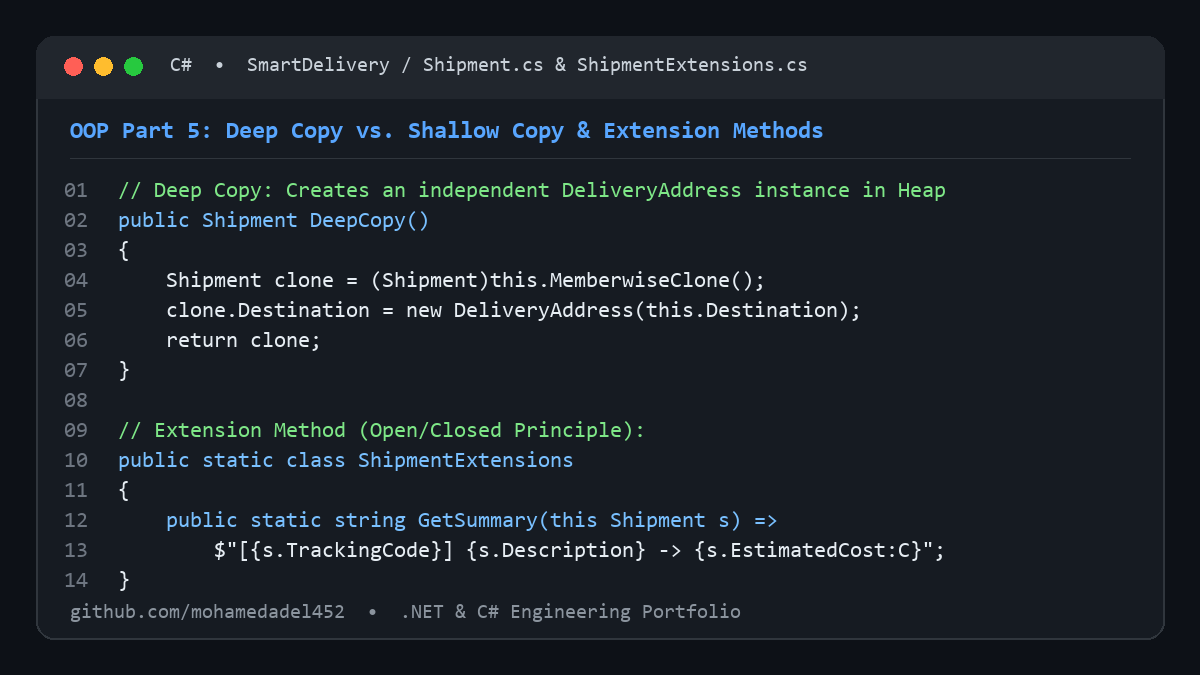 C# • SmartDelivery / Shipment.cs & ShipmentExtensions.cs
OOP Part 5: Deep Copy vs. Shallow Copy & Extension Methods
01 // Deep Copy: Creates an independent DeliveryAddress instance in Heap
02 public Shipment DeepCopy()
03 {
04     Shipment clone = (Shipment)this.MemberwiseClone();
05     clone.Destination = new DeliveryAddress(this.Destination);
06     return clone;
07 }
08
09 // Extension Method (Open/Closed Principle):
10 public static class ShipmentExtensions
11 {
12     public static string GetSummary(this Shipment s) =>
13         $"[{s.TrackingCode}] {s.Description} -> {s.EstimatedCost:C}";
14 }
github.com/mohamedadel452 • .NET & C# Engineering Portfolio